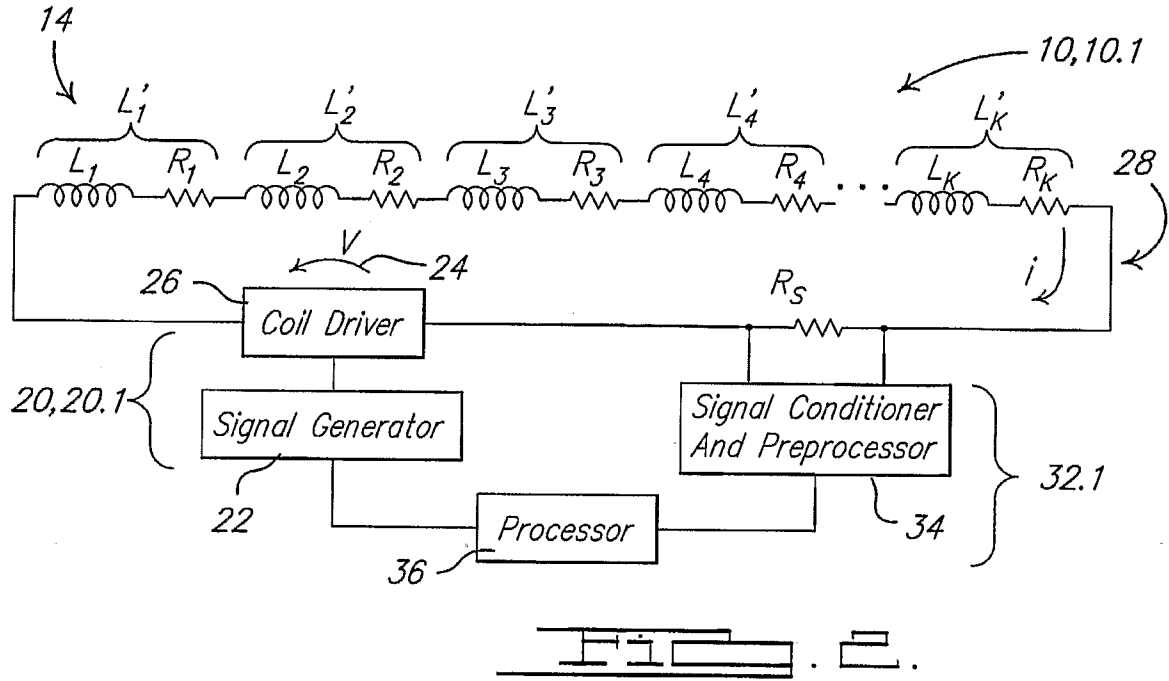 14
10,10.1
L'1 L'2 L'3 L'4 L'K
L1 R1 L2 R2 L3 R3 L4 R4 ... LK RK
28
V
24
i
26
RS
Coil Driver
20,20.1
Signal Generator
Signal Conditioner
And Preprocessor
32.1
22
34
Processor
36